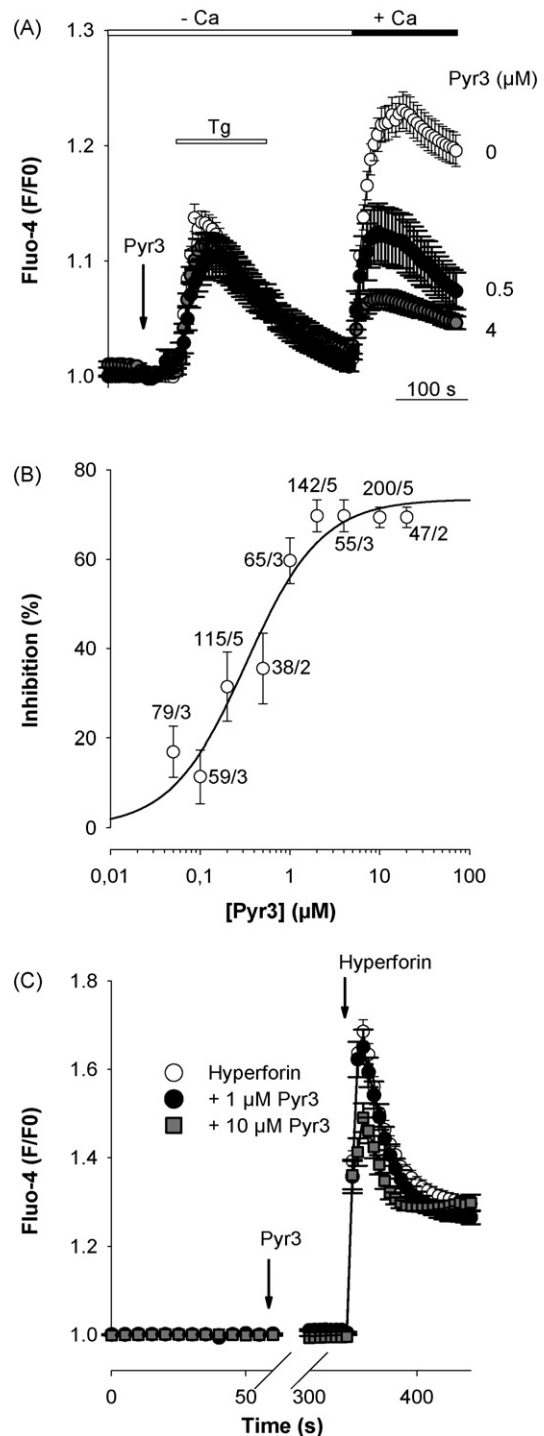 (A)
- Ca
+ Ca
Pyr3 (µM)
1.3
1.2
1.1
1.0
Fluo-4 (F/F0)
Tg
Pyr3
0
0.5
4
100 s
(B)
80
60
40
20
0
Inhibition (%)
142/5
200/5
65/3
55/3
47/2
115/5
38/2
79/3
59/3
0,01
0,1
1
10
100
[Pyr3] (µM)
(C)
Hyperforin
1.8
1.6
1.4
1.2
1.0
Fluo-4 (F/F0)
Hyperforin
+ 1 µM Pyr3
+ 10 µM Pyr3
Pyr3
0
50
300
400
Time (s)